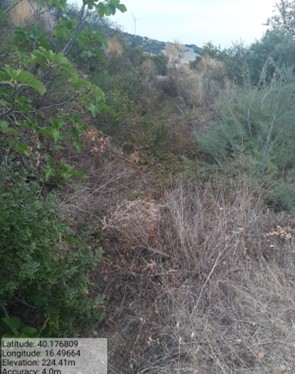 Latitude: 40.176809
Longitude: 16.49664
Elevation: 224.41m
Accuracy: 4.0m